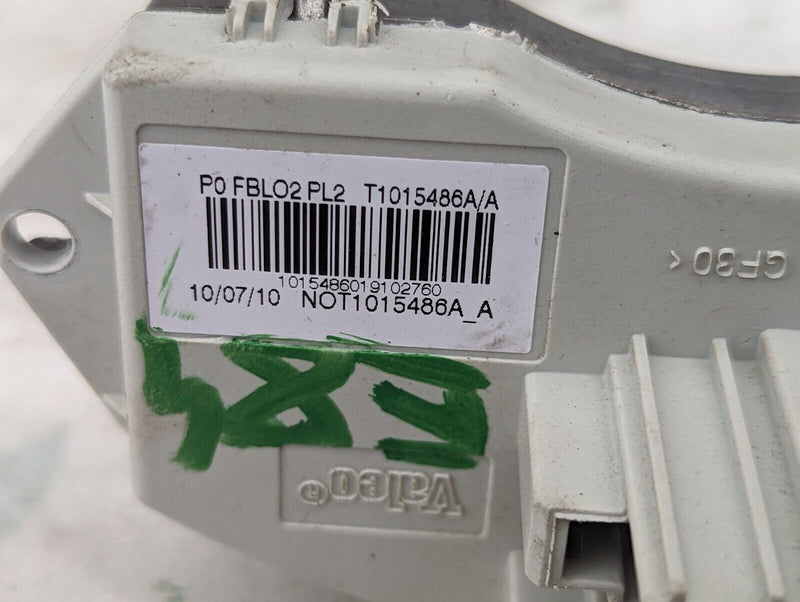 P0 FBLO2 PL2 T1015486A/A
1015486019102760
10/07/10 NOT1015486A_A
GF30<
Valeo ®